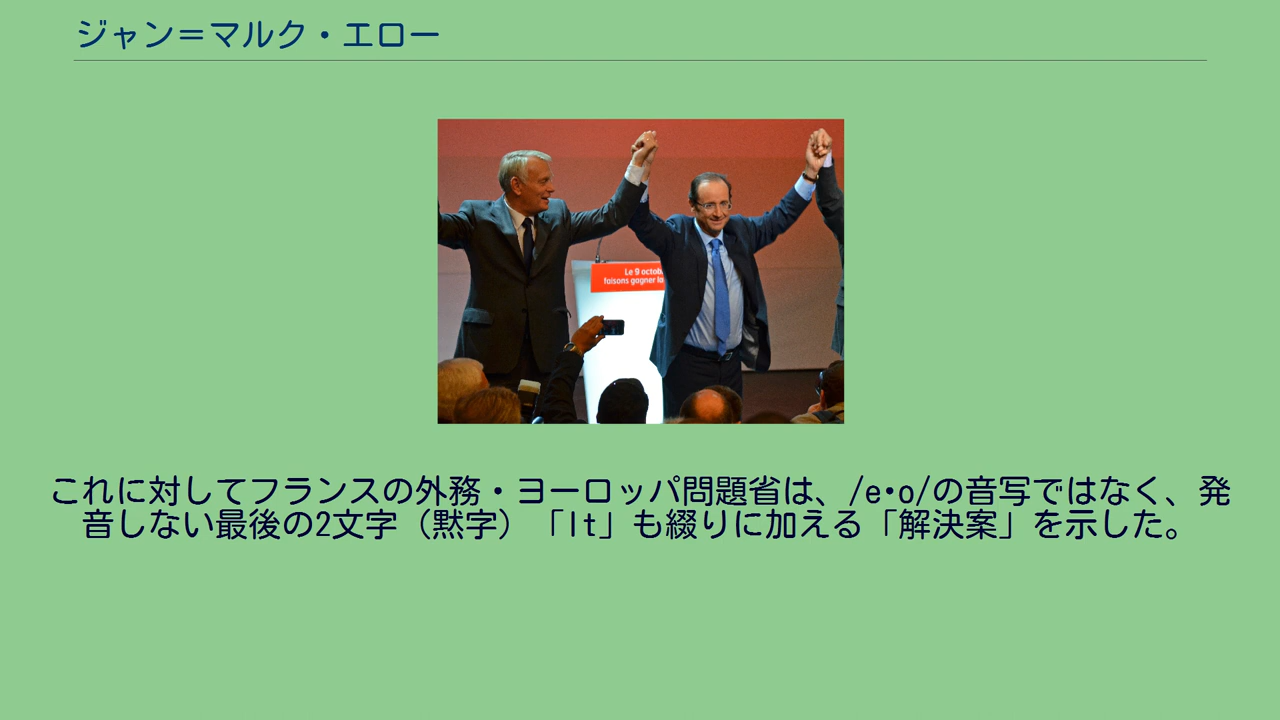 ジャン＝マルク・エロー
Le 9 octob
faisons gagner la
これに対してフランスの外務・ヨーロッパ問題省は、/e•o/の音写ではなく、発
音しない最後の2文字（黙字）「lt」も綴りに加える「解決案」を示した。